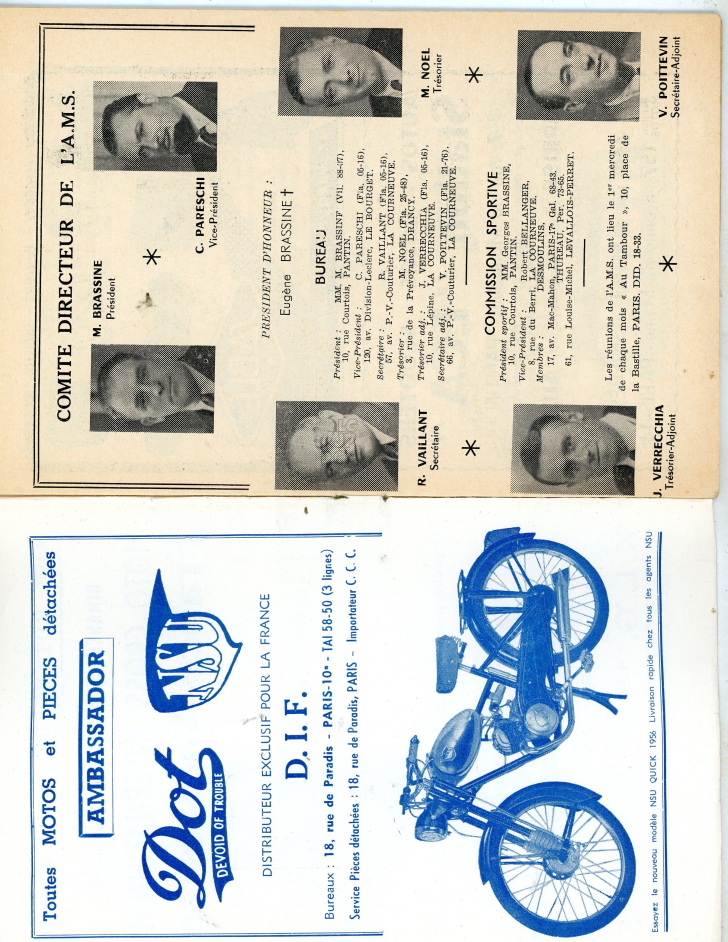 Toutes MOTOS et PIECES détachées
AMBASSADOR
Dot
DEVOID OF TROUBLE
NSU
DISTRIBUTEUR EXCLUSIF POUR LA FRANCE
D. I. F.
Bureaux : 18, rue de Paradis - PARIS-10ᵉ - TAI 58-50 (3 lignes)
Service Pièces détachées : 18, rue de Paradis, PARIS - Importateur C. C. C.
Essayez le nouveau modèle NSU QUICK 1956 Livraison rapide chez tous les agents NSU
COMITE DIRECTEUR DE L'A.M.S.
M. BRASSINE
Président
C. PARESCHI
Vice-Président
PRESIDENT D'HONNEUR :
Eugène BRASSINE †
BUREAU
Président : MM. M. BRASSINE (Vil. 88-07),
10, rue Courtois, PANTIN.
Vice-Président : C. PARESCHI (Fla. 05-16),
120, av. Division-Leclerc, LE BOURGET.
Secrétaire : R. VAILLANT (Fla. 05-16),
57, av. P.-V.-Couturier, LA COURNEUVE.
Trésorier : M. NOEL (Fla. 25-48),
3, rue de la Prévoyance, DRANCY.
Trésorier adj. : J. VERRECCHIA (Fla. 05-16),
10, rue Lépine, LA COURNEUVE.
Secrétaire adj. : V. POITTEVIN (Fla. 21-76),
66, av. P.-V.-Couturier, LA COURNEUVE.
R. VAILLANT
Secrétaire
M. NOEL
Trésorier
COMMISSION SPORTIVE
Président sportif : MM. Georges BRASSINE,
10, rue Courtois, PANTIN.
Vice-Président : Robert BELLANGER,
8, rue du Berri, LA COURNEUVE.
Membres : DESMOULINS,
17, av. Mac-Mahon, PARIS-17ᵉ Gal. 68-43.
THUREAU, Per. 73-65.
61, rue Louise-Michel, LEVALLOIS-PERRET.
Les réunions de l'A.M.S. ont lieu le 1ᵉʳ mercredi
de chaque mois « Au Tambour », 10, place de
la Bastille, PARIS. DID. 18-33.
J. VERRECCHIA
Trésorier-Adjoint
V. POITTEVIN
Secrétaire-Adjoint